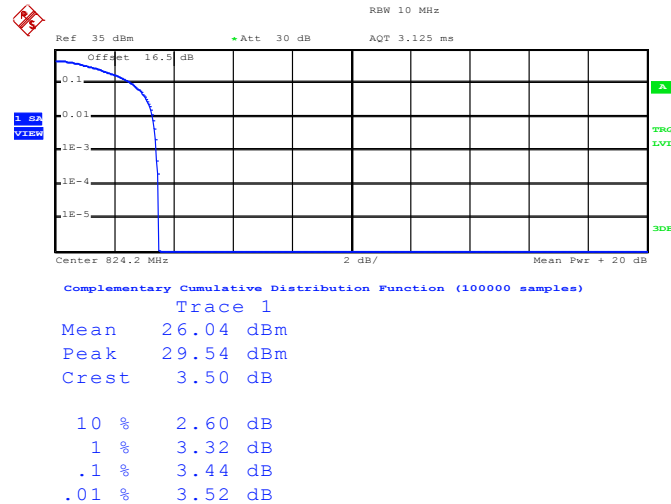 RBW 10 MHz
Ref 35 dBm * Att 30 dB AQT 3.125 ms
Offset 16.5 dB
0.1
A
0.01
1 SA
VIEW
TRG
LVL
1E-3
1E-4
1E-5
3DB
Center 824.2 MHz 2 dB/ Mean Pwr + 20 dB
Complementary Cumulative Distribution Function (100000 samples)
Trace 1
Mean 26.04 dBm
Peak 29.54 dBm
Crest 3.50 dB
10 % 2.60 dB
1 % 3.32 dB
.1 % 3.44 dB
.01 % 3.52 dB